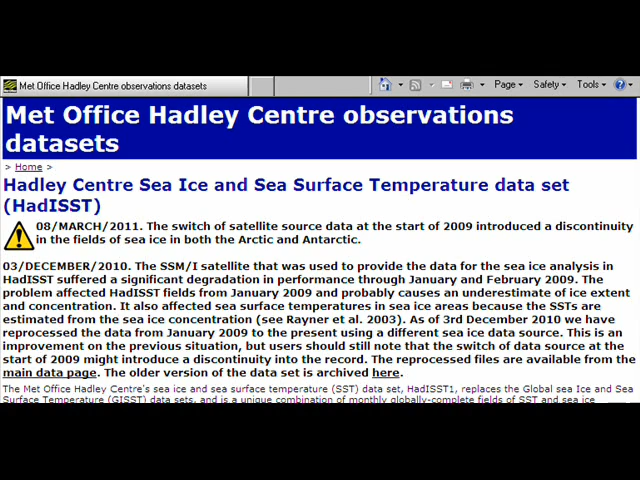 Met Office Hadley Centre observations datasets
Page
Safety
Tools
Met Office Hadley Centre observations
datasets
> Home >
Hadley Centre Sea Ice and Sea Surface Temperature data set
(HadISST)
08/MARCH/2011. The switch of satellite source data at the start of 2009 introduced a discontinuity
in the fields of sea ice in both the Arctic and Antarctic.
03/DECEMBER/2010. The SSM/I satellite that was used to provide the data for the sea ice analysis in
HadISST suffered a significant degradation in performance through January and February 2009. The
problem affected HadISST fields from January 2009 and probably causes an underestimate of ice extent
and concentration. It also affected sea surface temperatures in sea ice areas because the SSTs are
estimated from the sea ice concentration (see Rayner et al. 2003). As of 3rd December 2010 we have
reprocessed the data from January 2009 to the present using a different sea ice data source. This is an
improvement on the previous situation, but users should still note that the switch of data source at the
start of 2009 might introduce a discontinuity into the record. The reprocessed files are available from the
main data page. The older version of the data set is archived here.
The Met Office Hadley Centre's sea ice and sea surface temperature (SST) data set, HadISST1, replaces the Global sea Ice and Sea
Surface Temperature (GISST) data sets, and is a unique combination of monthly globally-complete fields of SST and sea ice